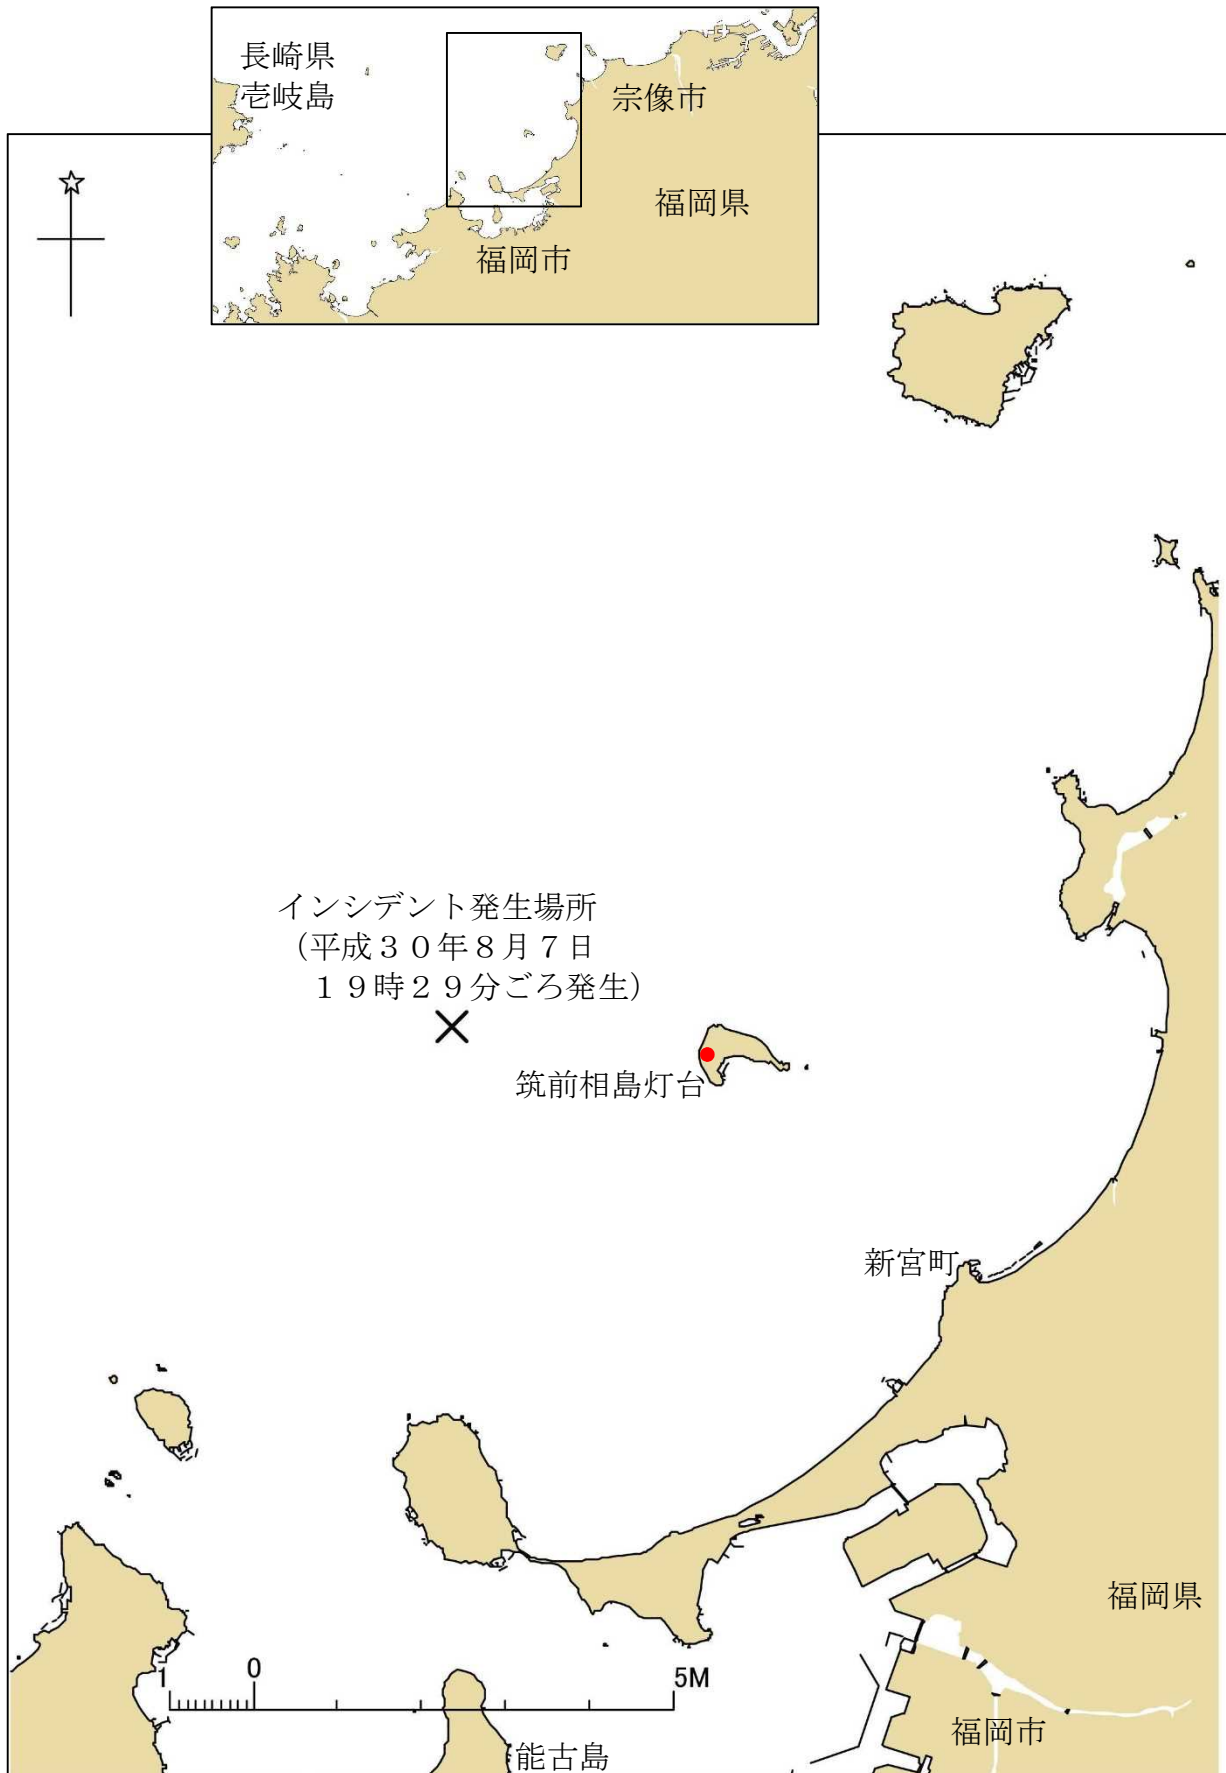 長崎県
壱岐島
宗像市
福岡県
福岡市
インシデント発生場所
（平成３０年８月７日
１９時２９分ごろ発生）
筑前相島灯台
新宮町
福岡県
1 0 5M
福岡市
能古島